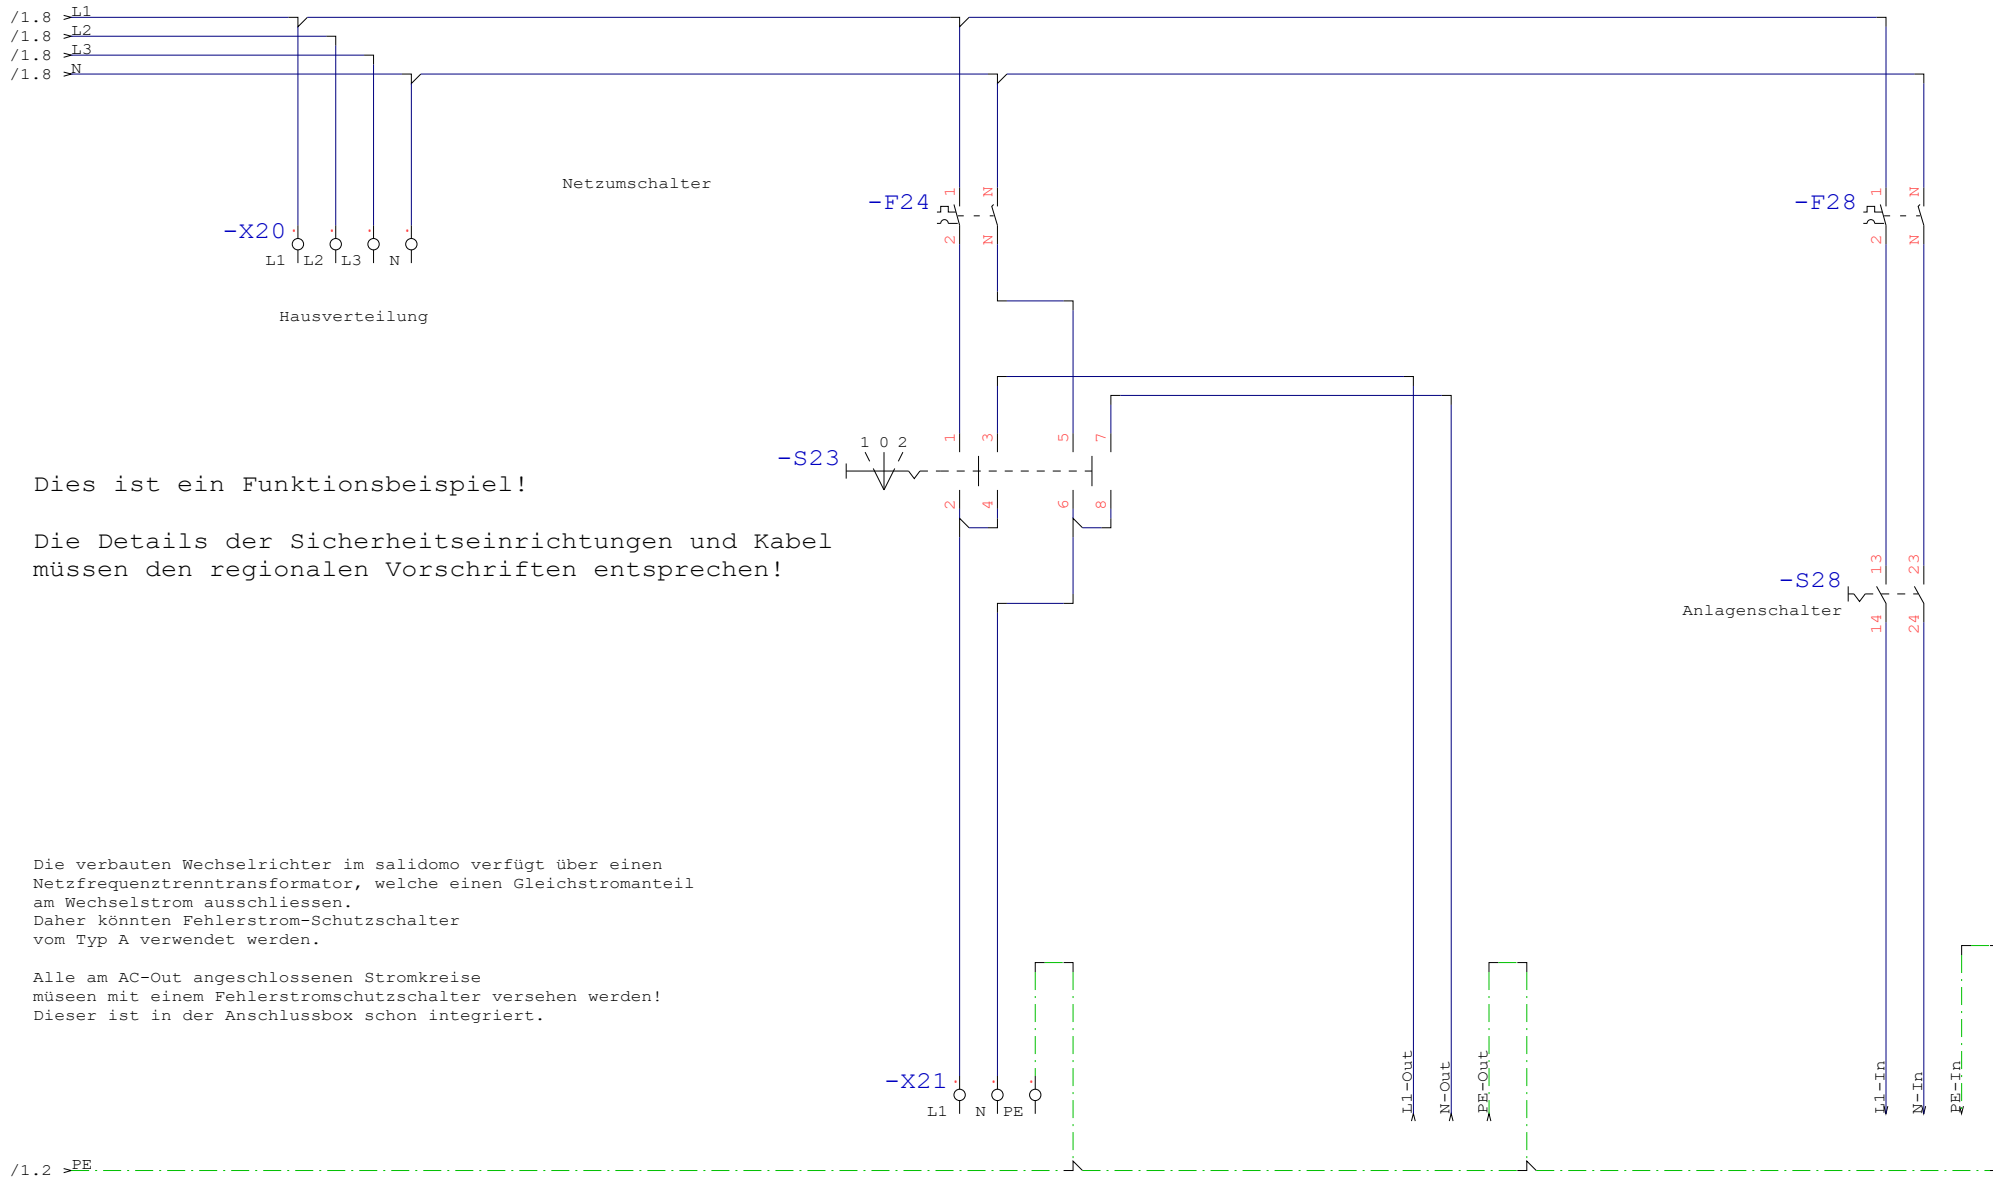 /1.8 L1
/1.8 L2
/1.8 L3
/1.8 N
Netzumschalter
-X20
L1 L2 L3 N
Hausverteilung
-F24
1 N
2 N
-F28
1 N
2 N
-S23
1 0 2
1 3 5 7
2 4 6 8
Dies ist ein Funktionsbeispiel!
Die Details der Sicherheitseinrichtungen und Kabel
müssen den regionalen Vorschriften entsprechen!
-S28
Anlagenschalter
13 23
14 24
Die verbauten Wechselrichter im salidomo verfügt über einen
Netzfrequenztrenntransformator, welche einen Gleichstromanteil
am Wechselstrom ausschliessen.
Daher könnten Fehlerstrom-Schutzschalter
vom Typ A verwendet werden.
Alle am AC-Out angeschlossenen Stromkreise
müseen mit einem Fehlerstromschutzschalter versehen werden!
Dieser ist in der Anschlussbox schon integriert.
-X21
L1 N PE
L1-Out
N-Out
PE-Out
L1-In
N-In
PE-In
/1.2 PE